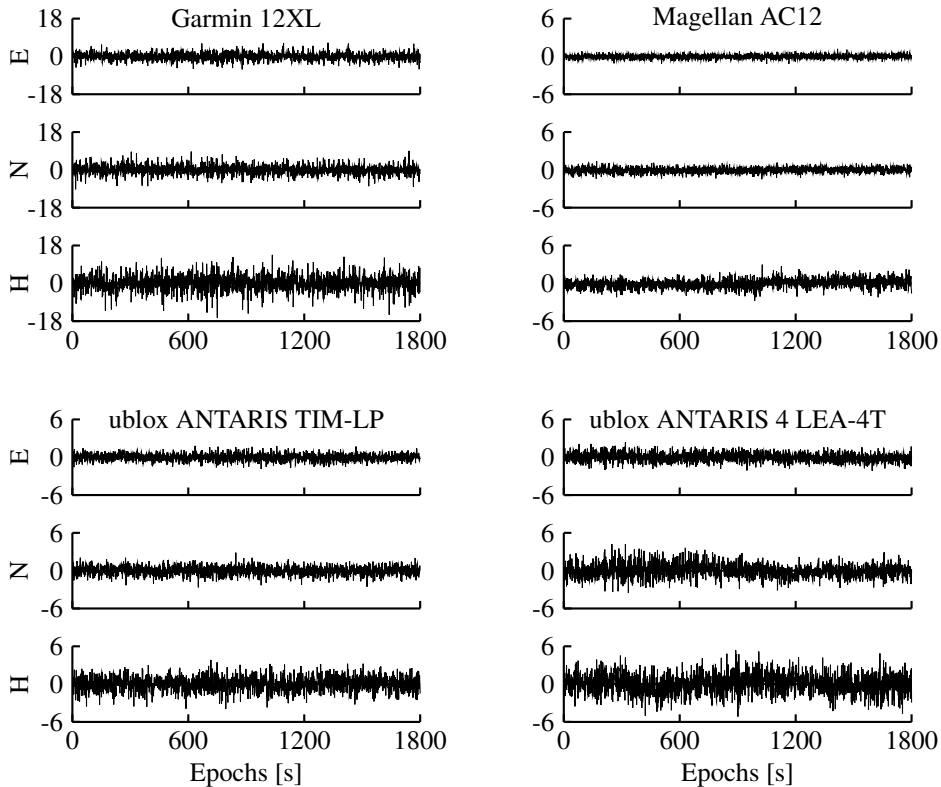 Garmin 12XL
E
18
0
-18
N
18
0
-18
H
18
0
-18
0 600 1200 1800
Magellan AC12
6
0
-6
6
0
-6
6
0
-6
0 600 1200 1800
ublox ANTARIS TIM-LP
E
6
0
-6
N
6
0
-6
H
6
0
-6
0 600 1200 1800
Epochs [s]
ublox ANTARIS 4 LEA-4T
6
0
-6
6
0
-6
6
0
-6
0 600 1200 1800
Epochs [s]